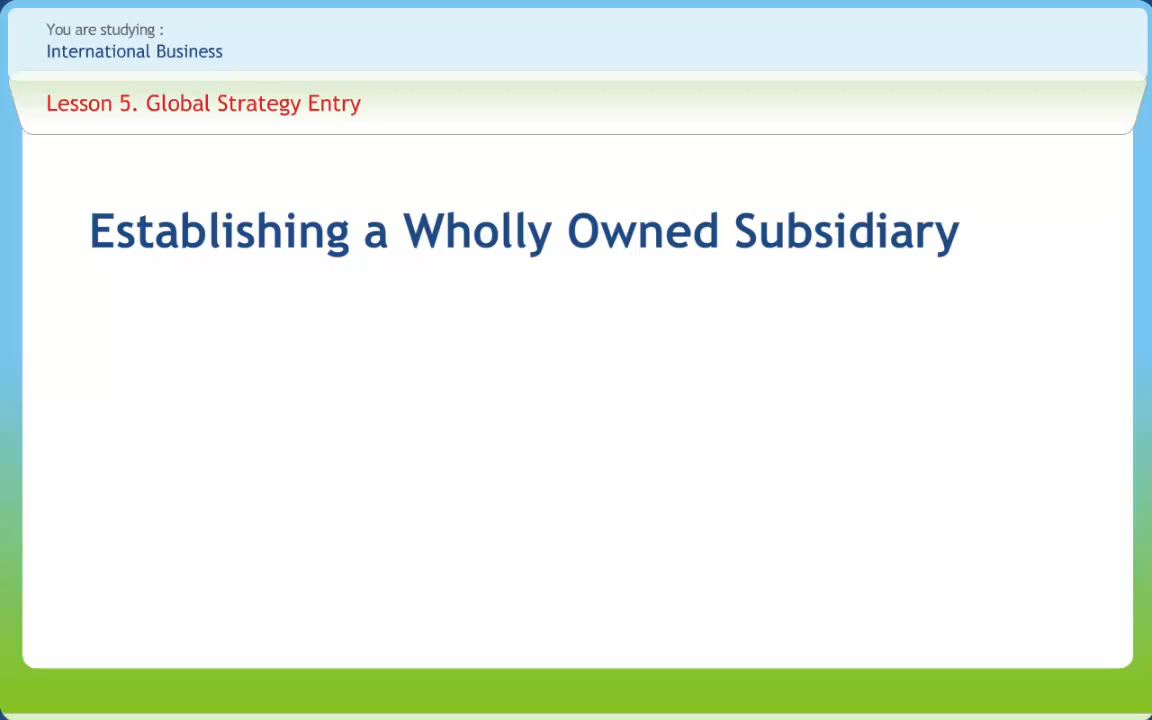 You are studying :
International Business
Lesson 5. Global Strategy Entry
Establishing a Wholly Owned Subsidiary